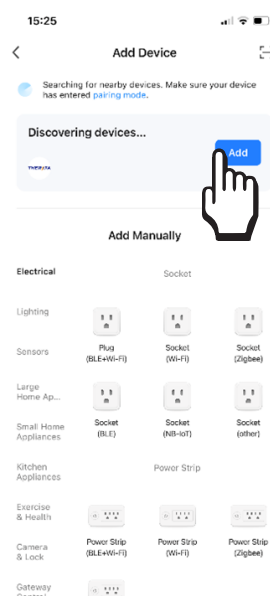 15:25
Add Device
Searching for nearby devices. Make sure your device
has entered pairing mode.
Discovering devices...
Add
Add Manually
Electrical
Socket
Lighting
Sensors
Plug
(BLE+Wi-Fi)
Socket
(Wi-Fi)
Socket
(Zigbee)
Large
Home Ap...
Small Home
Appliances
Socket
(BLE)
Socket
(NB-IoT)
Socket
(other)
Kitchen
Appliances
Power Strip
Exercise
& Health
Camera
& Lock
Power Strip
(BLE+Wi-Fi)
Power Strip
(Wi-Fi)
Power Strip
(Zigbee)
Gateway